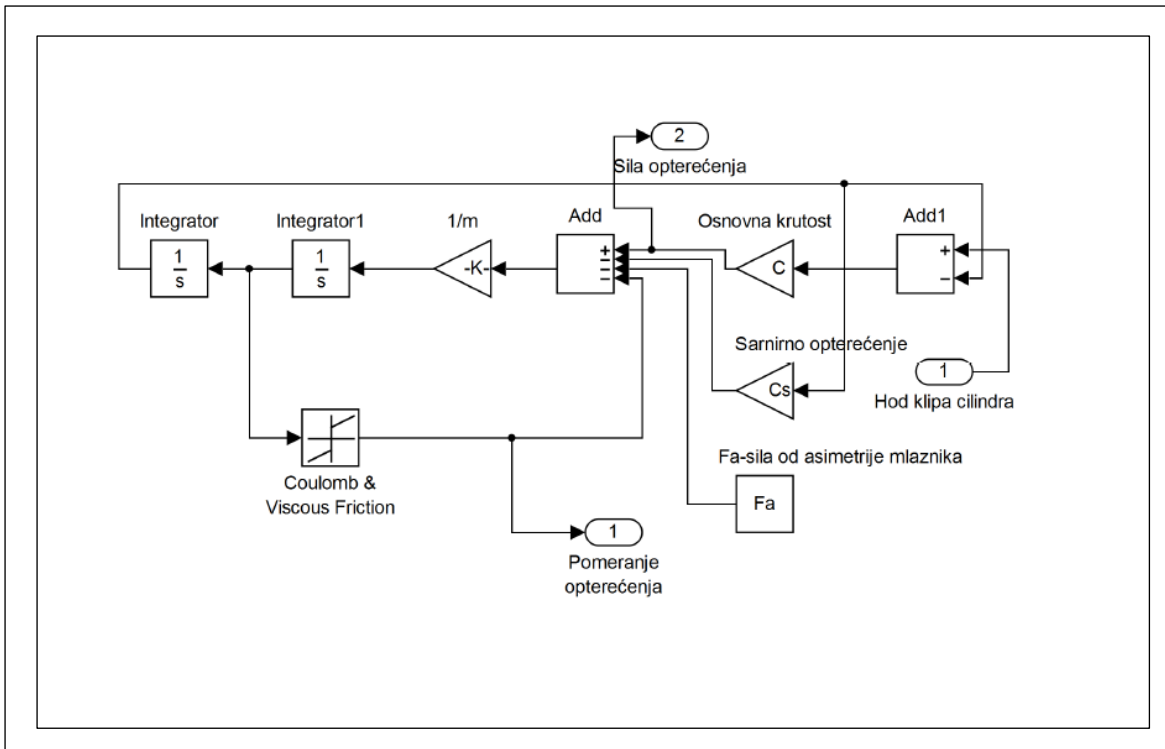 2
Sila opterećenja
Integrator
Integrator1
1/m
Add
Osnovna krutost
Add1
1
s
1
s
-K-
+
−
−
−
C
+
−
Sarnirno opterećenje
Cs
1
Hod klipa cilindra
Coulomb &
Viscous Friction
Fa-sila od asimetrije mlaznika
Fa
1
Pomeranje
opterećenja